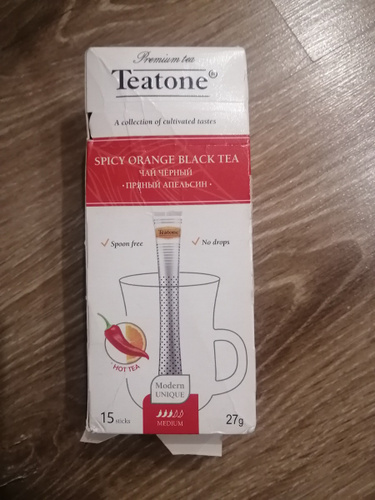 Premium tea
Teatone®
A collection of cultivated tastes
SPICY ORANGE BLACK TEA
ЧАЙ ЧЁРНЫЙ
• ПРЯНЫЙ АПЕЛЬСИН •
Teatone
✓ Spoon free
✓ No drops
HOT TEA
Modern
UNIQUE
MEDIUM
15 sticks
27g